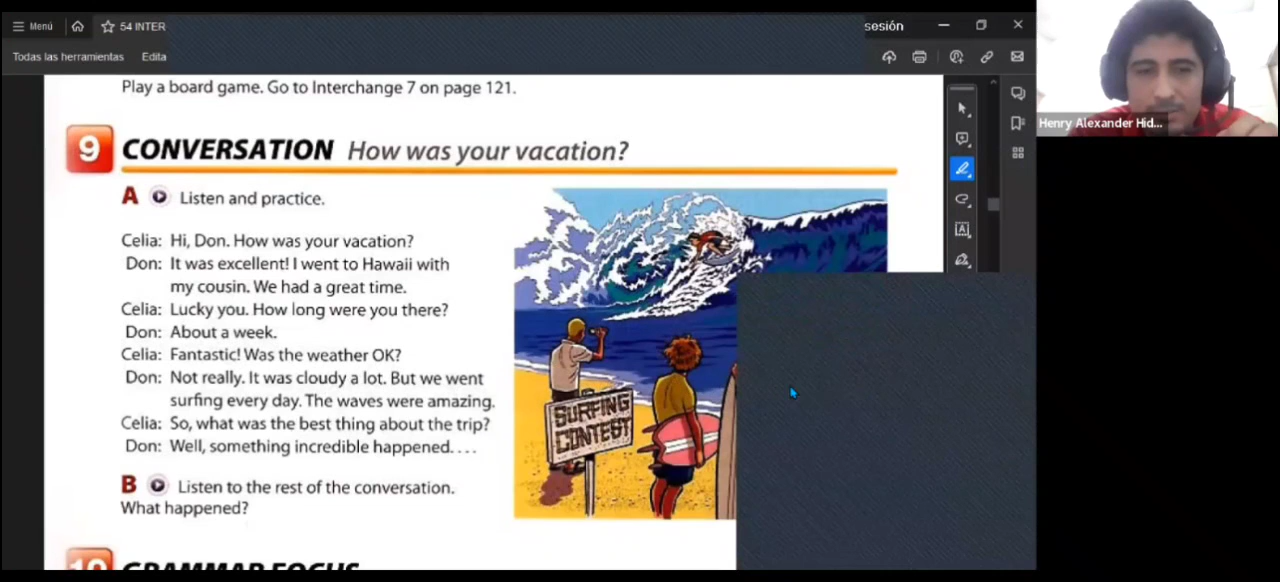 Menú
54 INTER
sesión
Todas las herramientas
Edita
Henry Alexander Hid...
Play a board game. Go to Interchange 7 on page 121.
9 CONVERSATION How was your vacation?
A Listen and practice.
Celia: Hi, Don. How was your vacation?
Don: It was excellent! I went to Hawaii with
my cousin. We had a great time.
Celia: Lucky you. How long were you there?
Don: About a week.
Celia: Fantastic! Was the weather OK?
Don: Not really. It was cloudy a lot. But we went
surfing every day. The waves were amazing.
Celia: So, what was the best thing about the trip?
Don: Well, something incredible happened. . . .
SURFING
CONTEST
B Listen to the rest of the conversation.
What happened?
10 GRAMMAR FOCUS